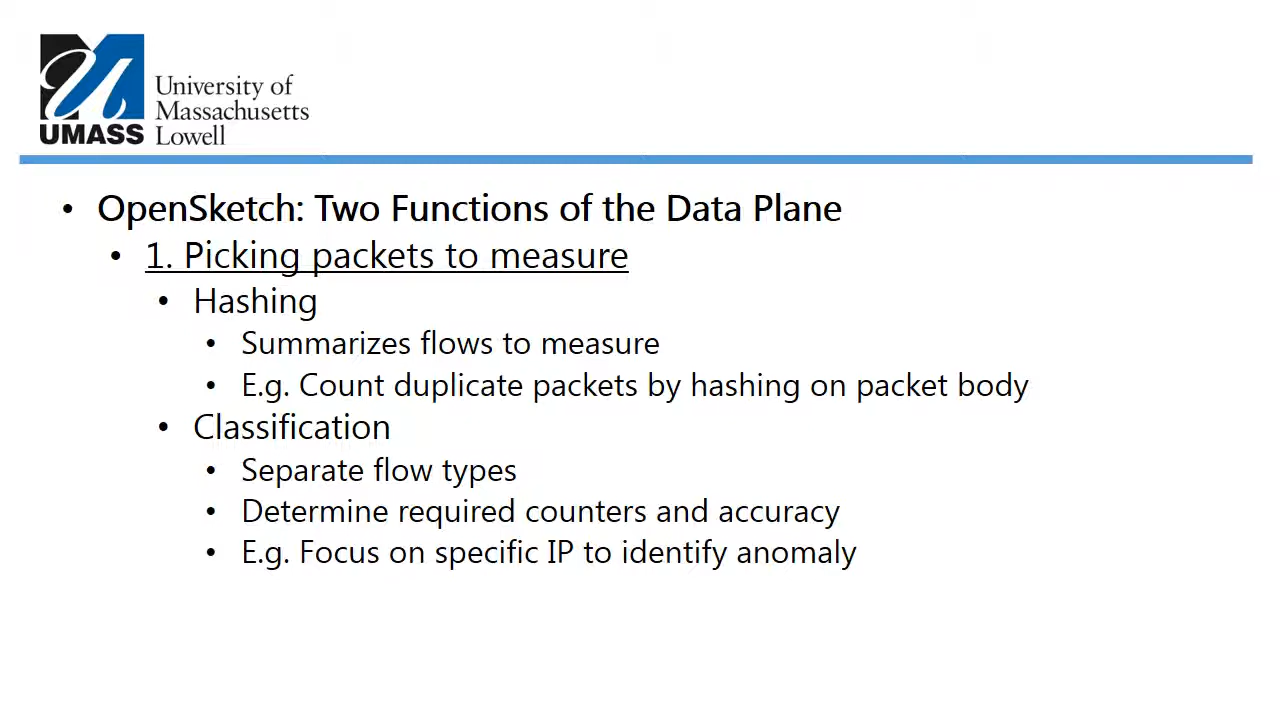 University of
Massachusetts
Lowell
UMASS
• OpenSketch: Two Functions of the Data Plane
• 1. Picking packets to measure
• Hashing
• Summarizes flows to measure
• E.g. Count duplicate packets by hashing on packet body
• Classification
• Separate flow types
• Determine required counters and accuracy
• E.g. Focus on specific IP to identify anomaly